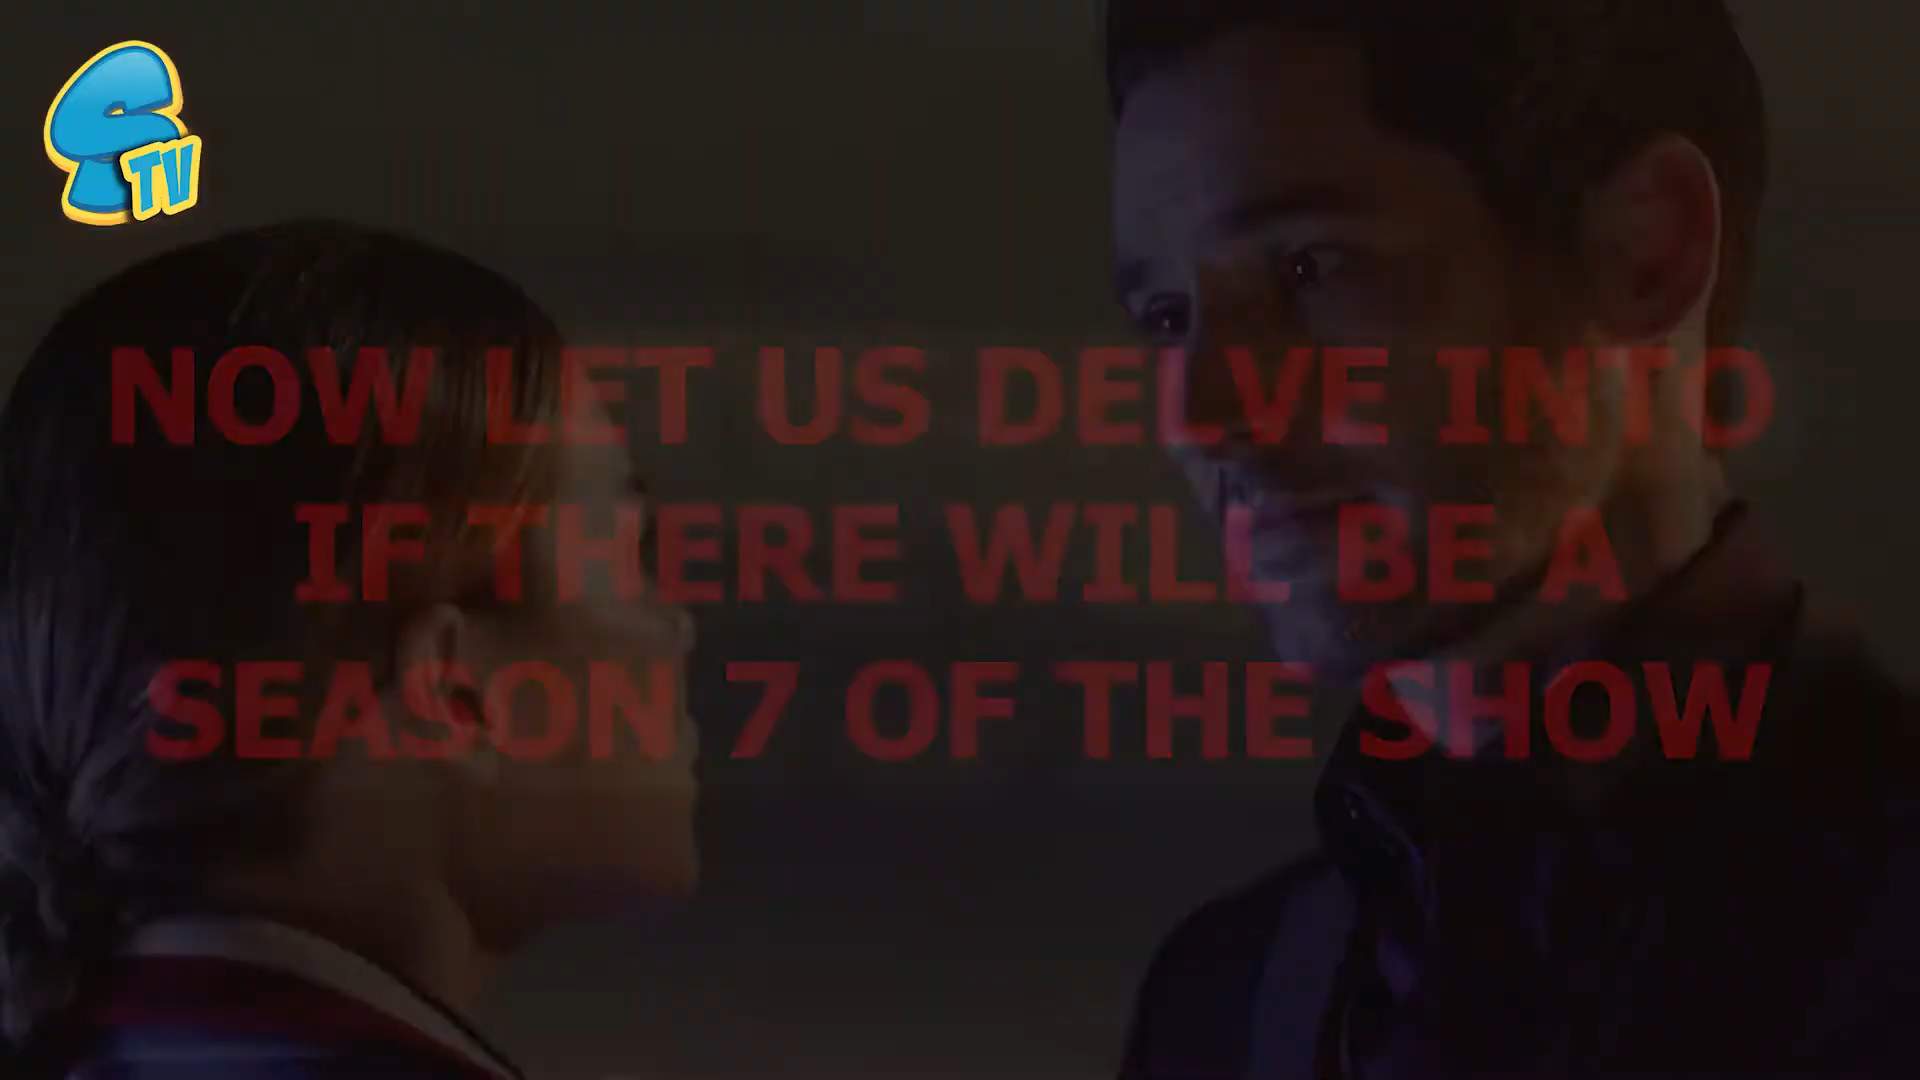 STV
NOW LET US DELVE INTO
IF THERE WILL BE A
SEASON 7 OF THE SHOW